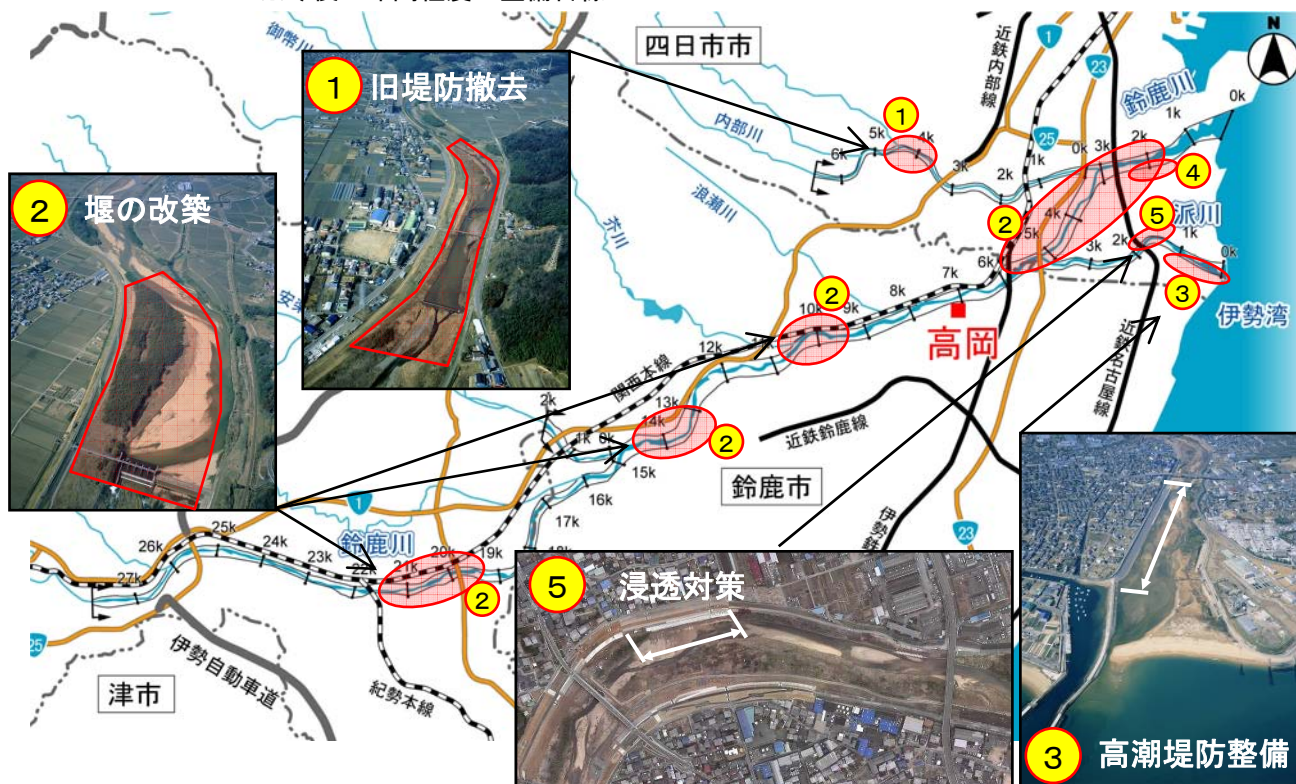 四日市市
御幣川
内部川
浪瀬川
芥川
近鉄内部線
1
23
25
鈴鹿川
派川
0k
1k
2k
3k
4k
5k
6k
0k
1k
2k
3k
4k
5k
6k
7k
8k
9k
10k
12k
13k
14k
15k
16k
17k
19k
20k
21k
22k
23k
24k
25k
26k
27k
0k
1k
2k
3k
1k
2k
1 旧堤防撤去
2 堰の改築
1
2
2
2
2
3
4
5
高岡
伊勢湾
近鉄名古屋線
近鉄鈴鹿線
関西本線
鈴鹿市
鈴鹿川
1
23
25
津市
伊勢自動車道
紀勢本線
5 浸透対策
3 高潮堤防整備
N